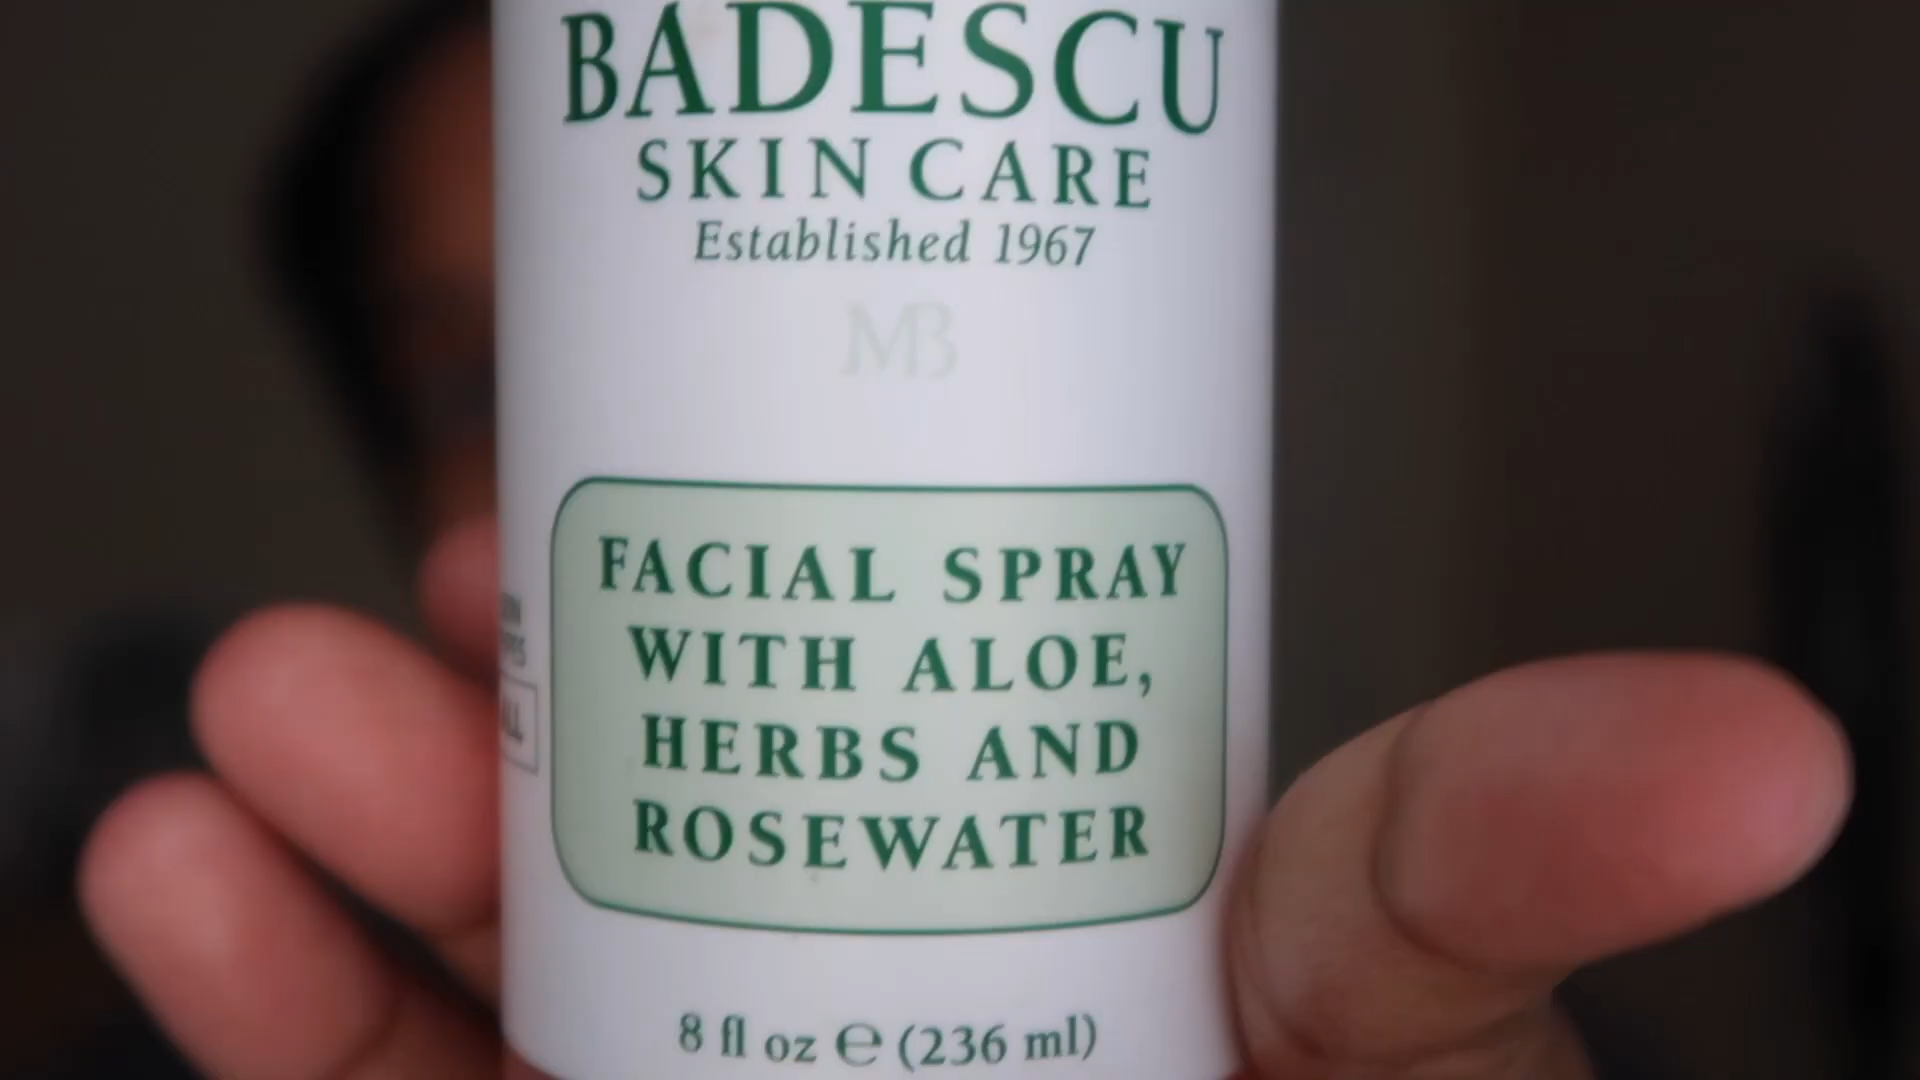 BADESCU
SKIN CARE
Established 1967
MB
FACIAL SPRAY
WITH ALOE,
HERBS AND
ROSEWATER
8 fl oz ℮ (236 ml)